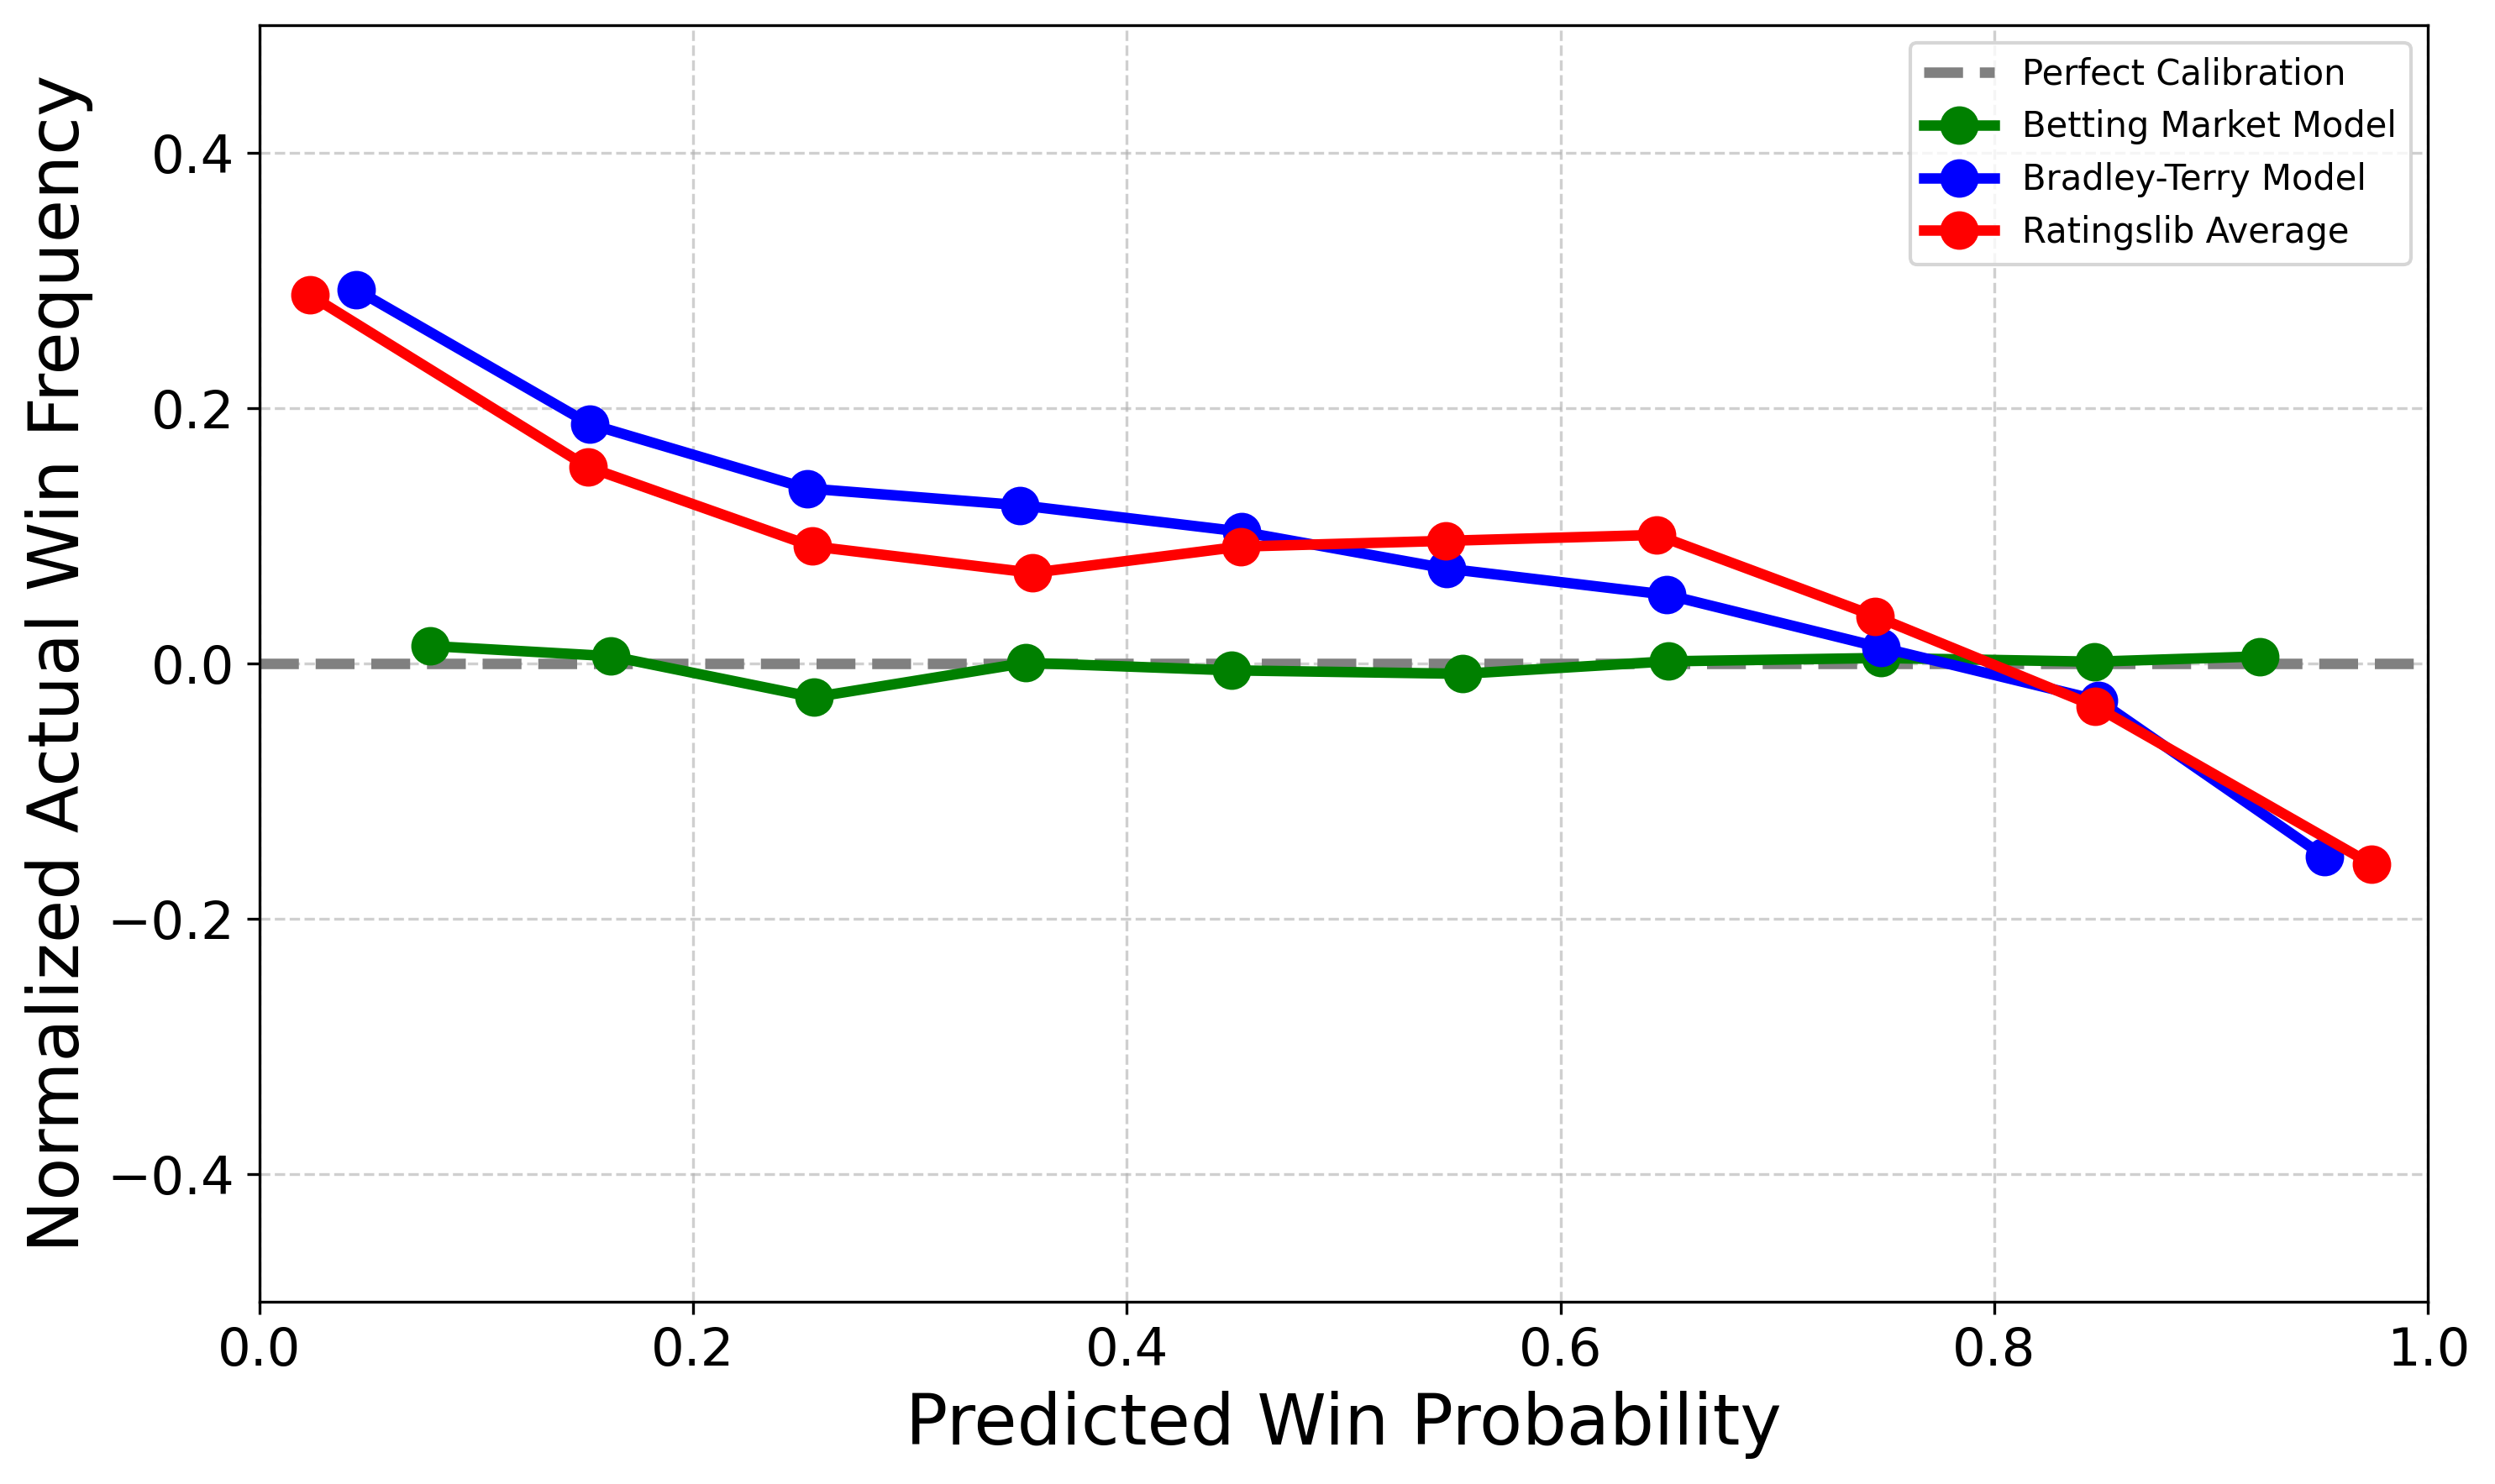 Normalized Actual Win Frequency
0.4
0.2
0.0
−0.2
−0.4
Perfect Calibration
Betting Market Model
Bradley-Terry Model
Ratingslib Average
0.0 0.2 0.4 0.6 0.8 1.0
Predicted Win Probability